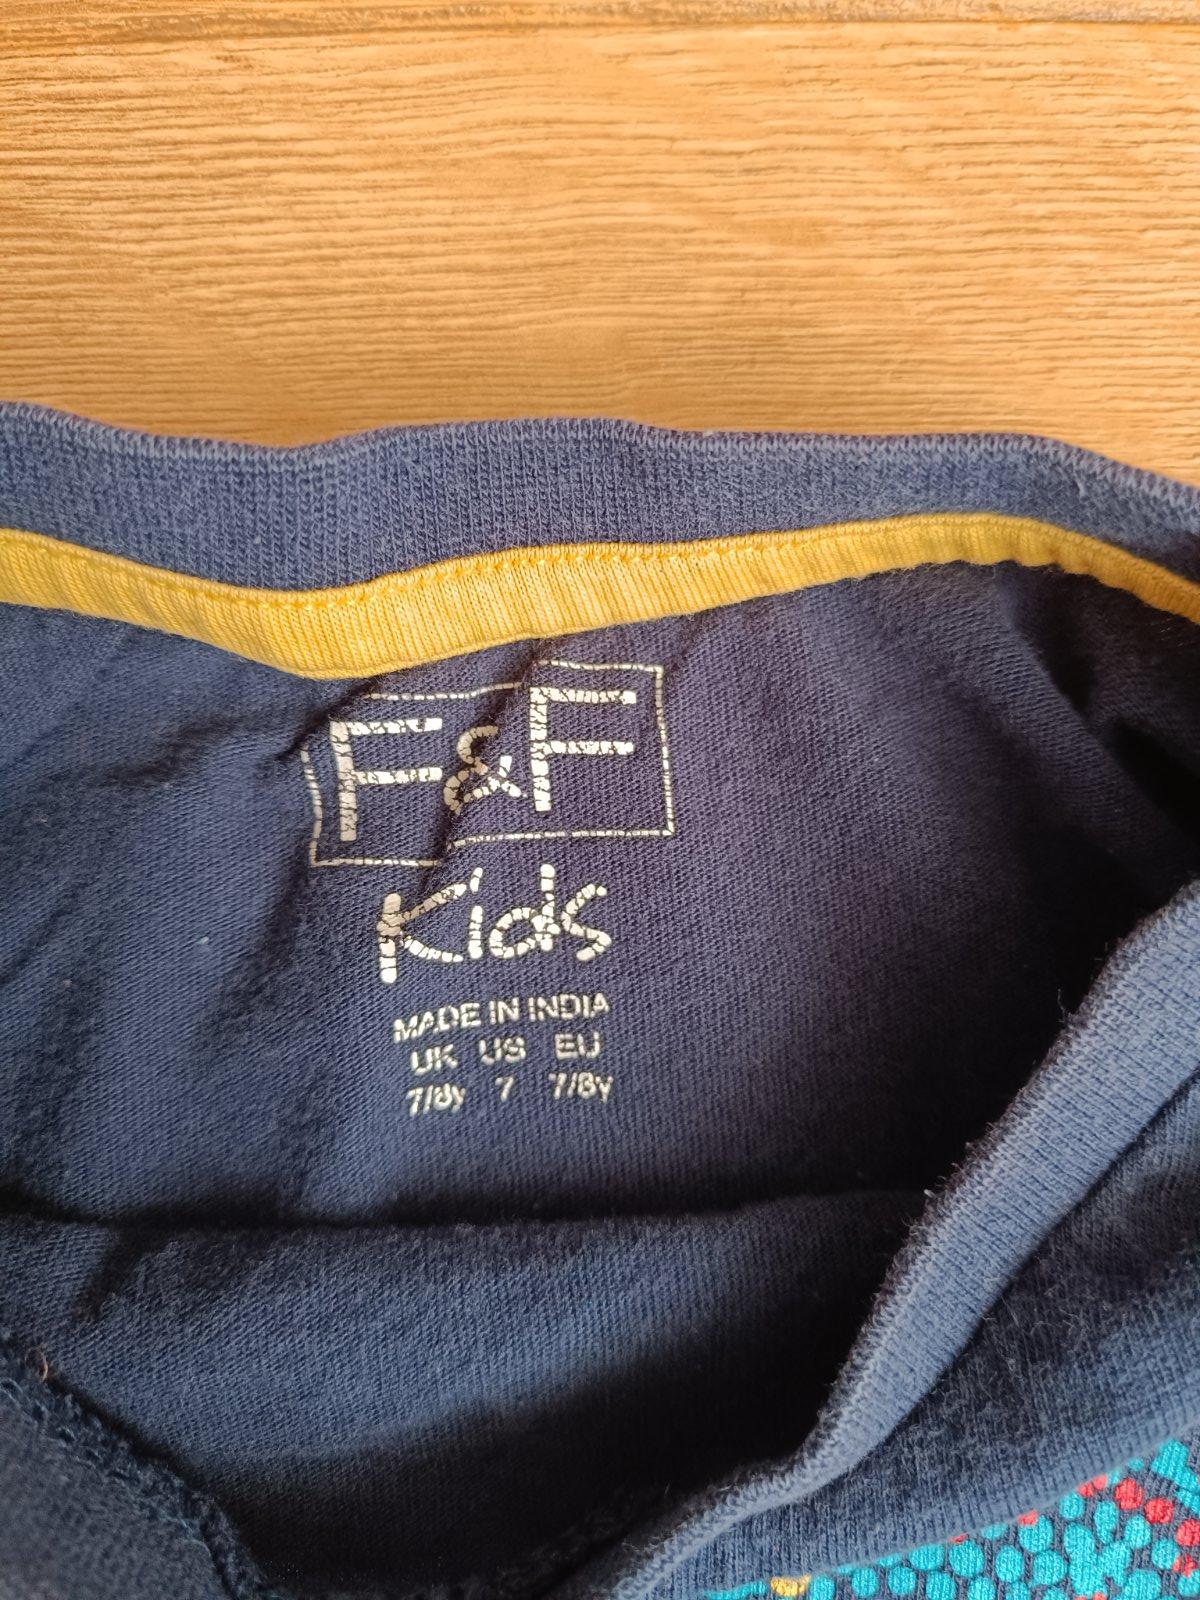 F&F
Kids
MADE IN INDIA
UK US EU
7/8y 7 7/8y